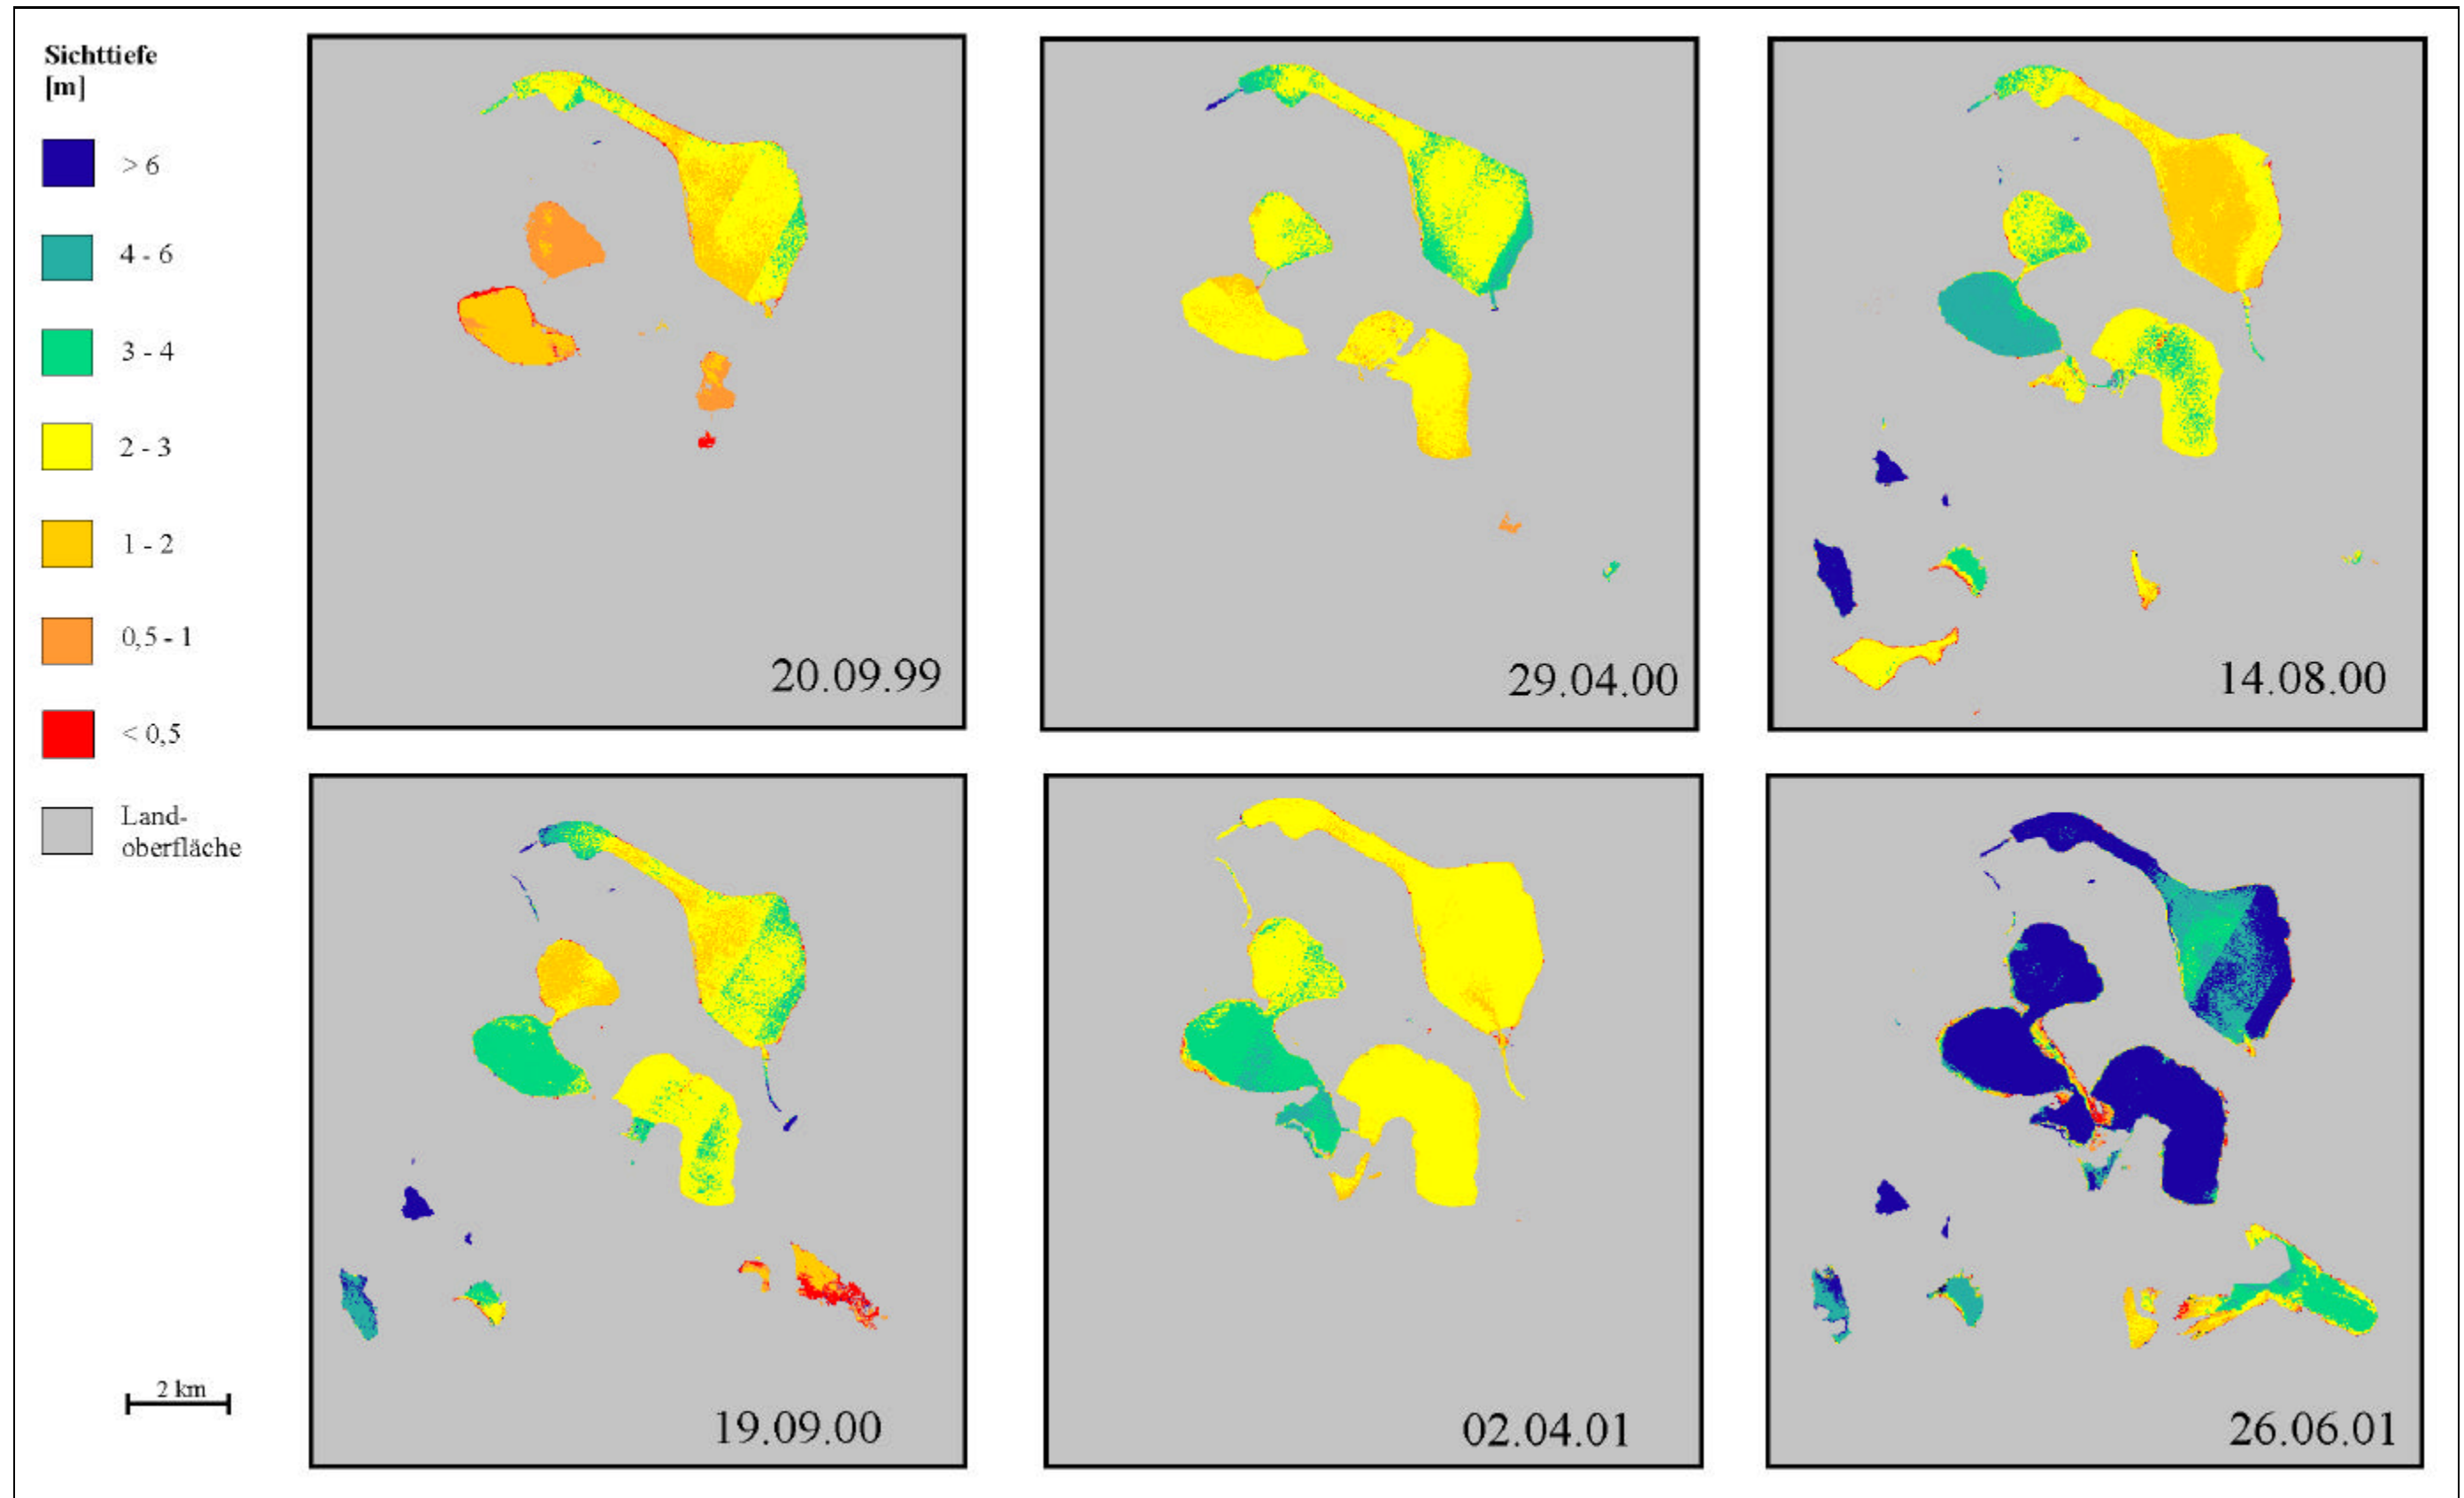 Sichttiefe
[m]
> 6
4 - 6
3 - 4
2 - 3
1 - 2
0,5 - 1
< 0,5
Land-
oberfläche
2 km
20.09.99
29.04.00
14.08.00
19.09.00
02.04.01
26.06.01